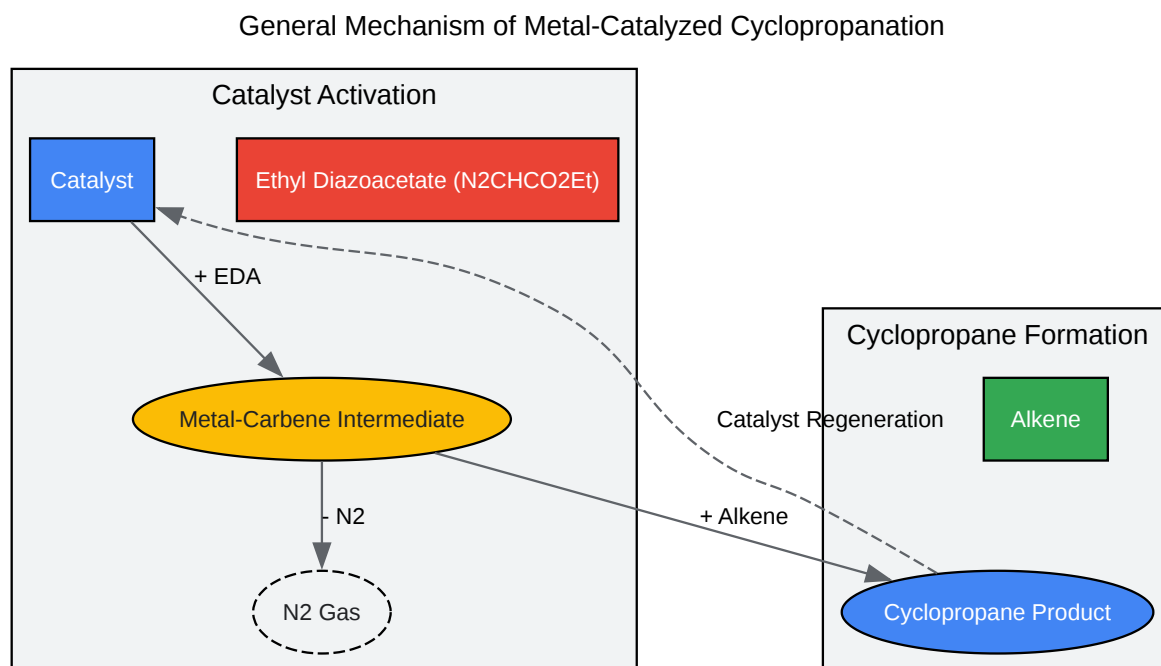 General Mechanism of Metal-Catalyzed Cyclopropanation
Catalyst Activation
Catalyst
Ethyl Diazoacetate (N2CHCO2Et)
+ EDA
Cyclopropane Formation
Metal-Carbene Intermediate
Catalyst Regeneration
Alkene
- N2
+ Alkene
N2 Gas
Cyclopropane Product